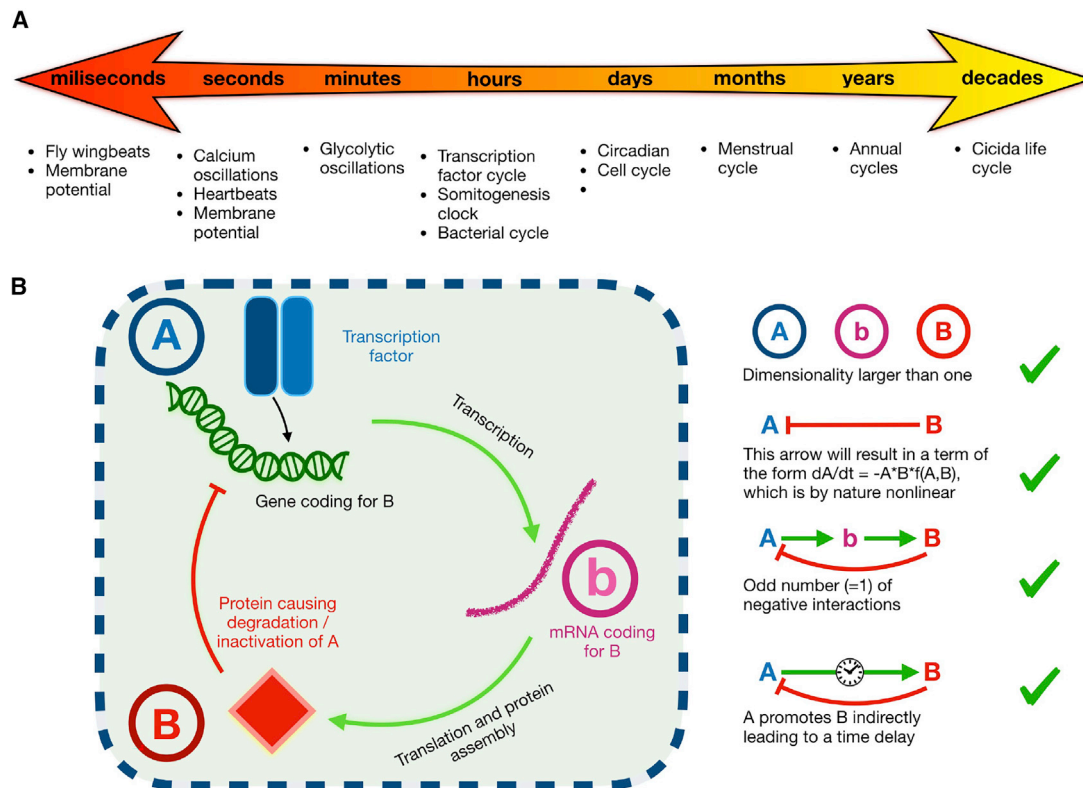 A
miliseconds seconds minutes hours days months years decades
• Fly wingbeats
• Membrane
potential
• Calcium
oscillations
• Heartbeats
• Membrane
potential
• Glycolytic
oscillations
• Transcription
factor cycle
• Somitogenesis
clock
• Bacterial cycle
• Circadian
• Cell cycle
•
• Menstrual
cycle
• Annual
cycles
• Cicida life
cycle
B
A
Transcription
factor
Gene coding for B
Transcription
b
mRNA coding
for B
Translation and protein
assembly
Protein causing
degradation /
inactivation of A
B
A b B
Dimensionality larger than one
A B
This arrow will result in a term of
the form dA/dt = -A*B*f(A,B),
which is by nature nonlinear
A b B
Odd number (=1) of
negative interactions
A B
A promotes B indirectly
leading to a time delay